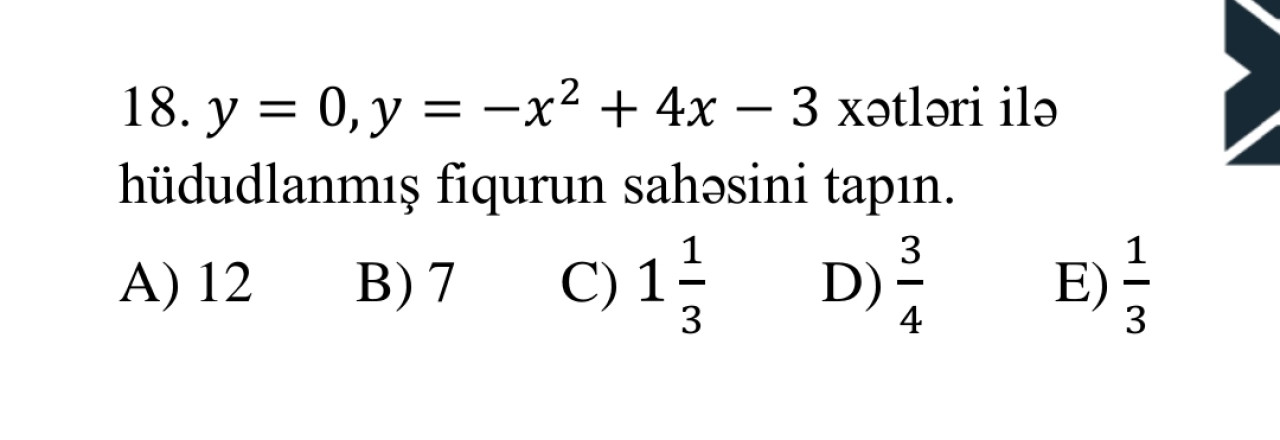 18. y = 0, y = −x² + 4x − 3 xətləri ilə
hüdudlanmış fiqurun sahəsini tapın.
A) 12 B) 7 C) 1 1/3 D) 3/4 E) 1/3